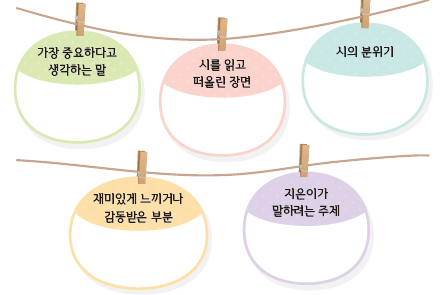 가장 중요하다고
생각하는 말
시를 읽고
떠올린 장면
시의 분위기
재미있게 느끼거나
감동받은 부분
지은이가
말하려는 주제